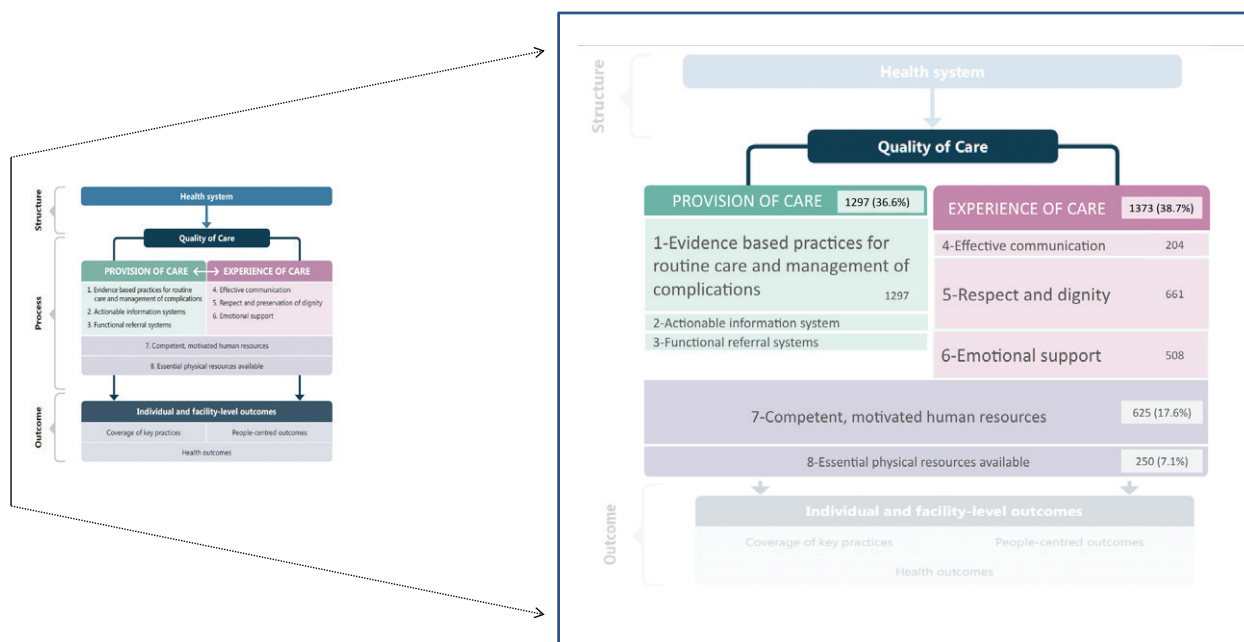 Structure
Health system
Quality of Care
Process
PROVISION OF CARE
EXPERIENCE OF CARE
1. Evidence based practices for routine
care and management of complications
2. Actionable information systems
3. Functional referral systems
4. Effective communication
5. Respect and preservation of dignity
6. Emotional support
7. Competent, motivated human resources
8. Essential physical resources available
Outcome
Individual and facility-level outcomes
Coverage of key practices
People-centred outcomes
Health outcomes
Structure
Health system
Quality of Care
PROVISION OF CARE 1297 (36.6%)
1-Evidence based practices for
routine care and management of
complications 1297
2-Actionable information system
3-Functional referral systems
EXPERIENCE OF CARE 1373 (38.7%)
4-Effective communication 204
5-Respect and dignity 661
6-Emotional support 508
7-Competent, motivated human resources 625 (17.6%)
8-Essential physical resources available 250 (7.1%)
Outcome
Individual and facility-level outcomes
Coverage of key practices
People-centred outcomes
Health outcomes